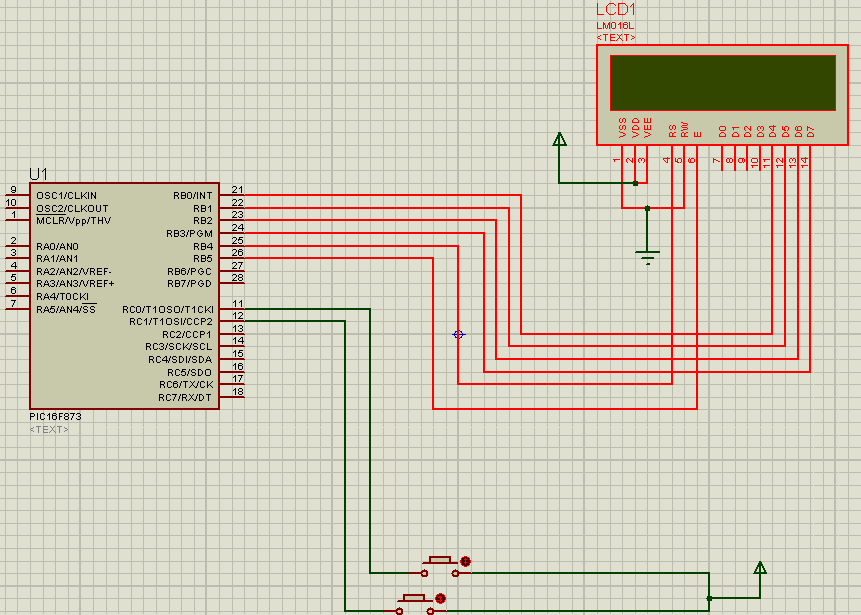 LCD1
LM016L
<TEXT>
VSS VDD VEE RS RW E D0 D1 D2 D3 D4 D5 D6 D7
1 2 3 4 5 6 7 8 9 10 11 12 13 14
U1
9 OSC1/CLKIN RB0/INT 21
10 OSC2/CLKOUT RB1 22
1 MCLR/Vpp/THV RB2 23
RB3/PGM 24
2 RA0/AN0 RB4 25
3 RA1/AN1 RB5 26
4 RA2/AN2/VREF- RB6/PGC 27
5 RA3/AN3/VREF+ RB7/PGD 28
6 RA4/T0CKI
7 RA5/AN4/SS RC0/T1OSO/T1CKI 11
RC1/T1OSI/CCP2 12
RC2/CCP1 13
RC3/SCK/SCL 14
RC4/SDI/SDA 15
RC5/SDO 16
RC6/TX/CK 17
RC7/RX/DT 18
PIC16F873
<TEXT>